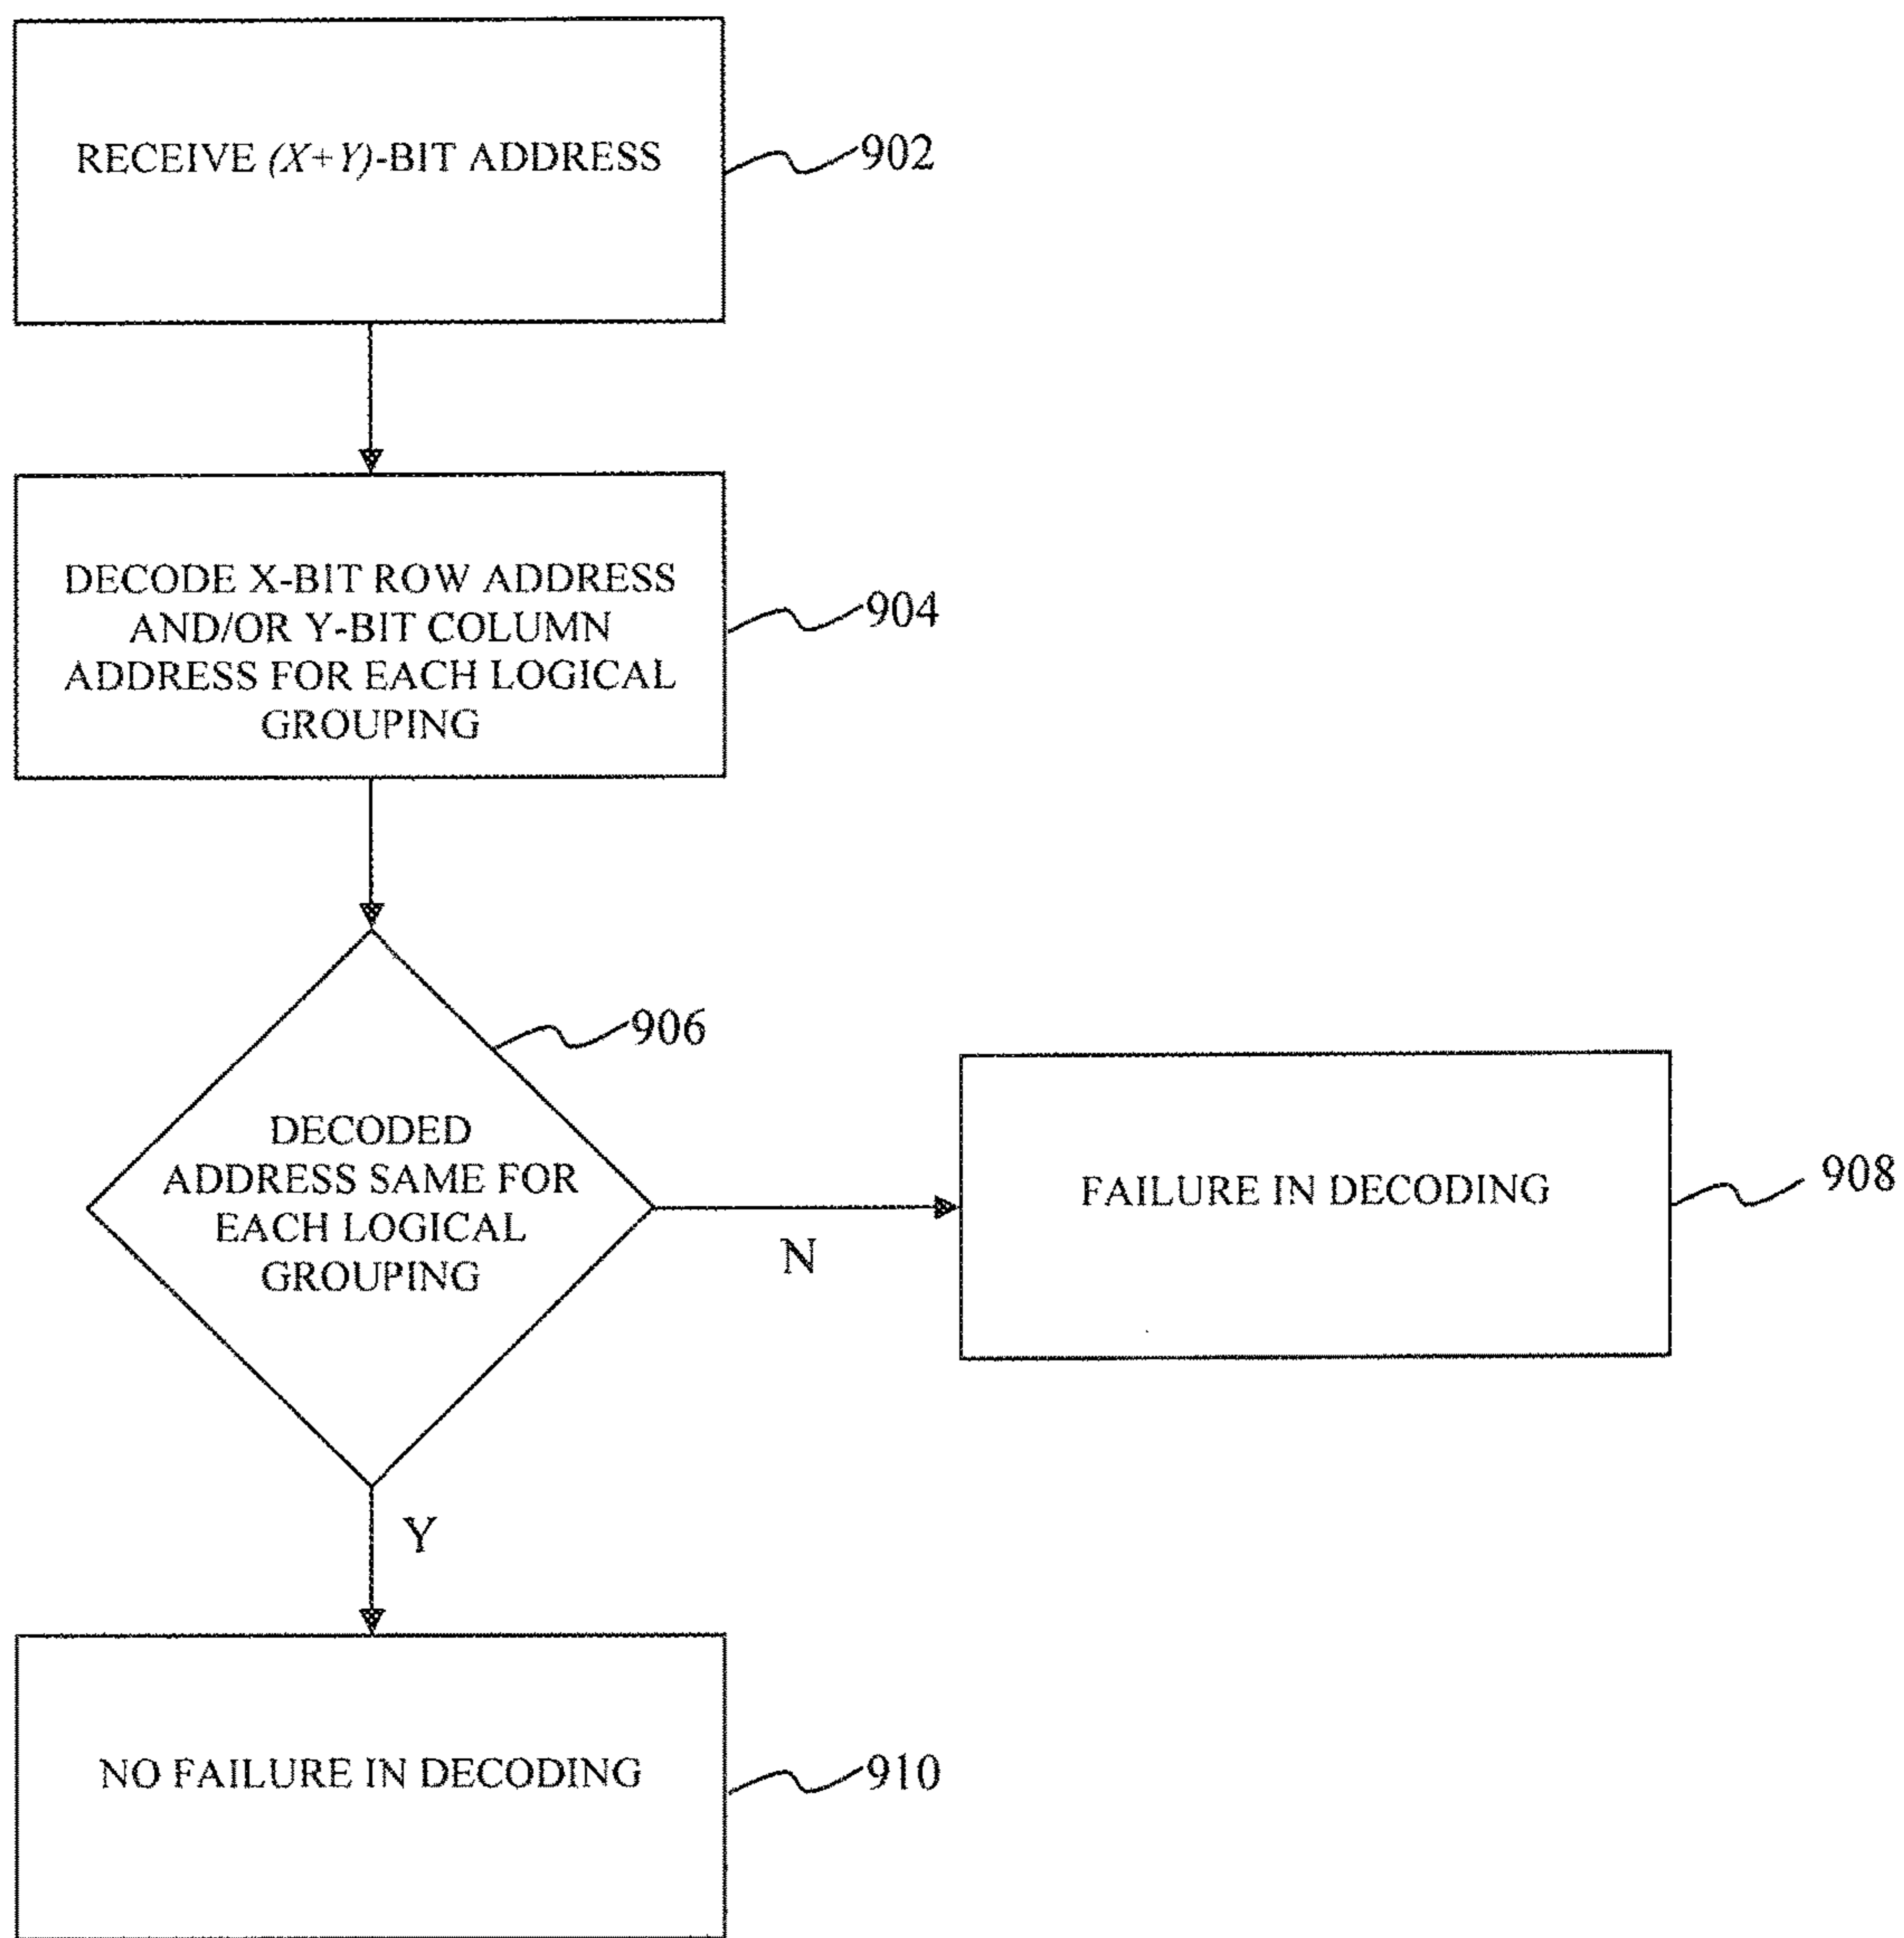 RECEIVE (X+Y)-BIT ADDRESS
902
DECODE X-BIT ROW ADDRESS
AND/OR Y-BIT COLUMN
ADDRESS FOR EACH LOGICAL
GROUPING
904
906
DECODED
ADDRESS SAME FOR
EACH LOGICAL
GROUPING
N
FAILURE IN DECODING
908
Y
NO FAILURE IN DECODING
910